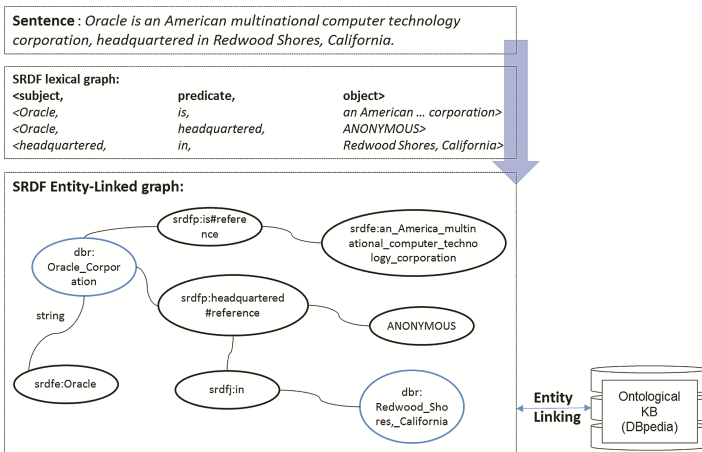 Sentence : Oracle is an American multinational computer technology
corporation, headquartered in Redwood Shores, California.
SRDF lexical graph:
<subject, predicate, object>
<Oracle, is, an American ... corporation>
<Oracle, headquartered, ANONYMOUS>
<headquartered, in, Redwood Shores, California>
SRDF Entity-Linked graph:
srdfp:is#refere
nce
srdfe:an_America_multin
ational_computer_techno
logy_corporation
dbr:
Oracle_Corpor
ation
srdfp:headquartered
#reference
string
ANONYMOUS
srdfe:Oracle
srdfj:in
dbr:
Redwood_Sho
res,_California
Entity
Linking
Ontological
KB
(DBpedia)